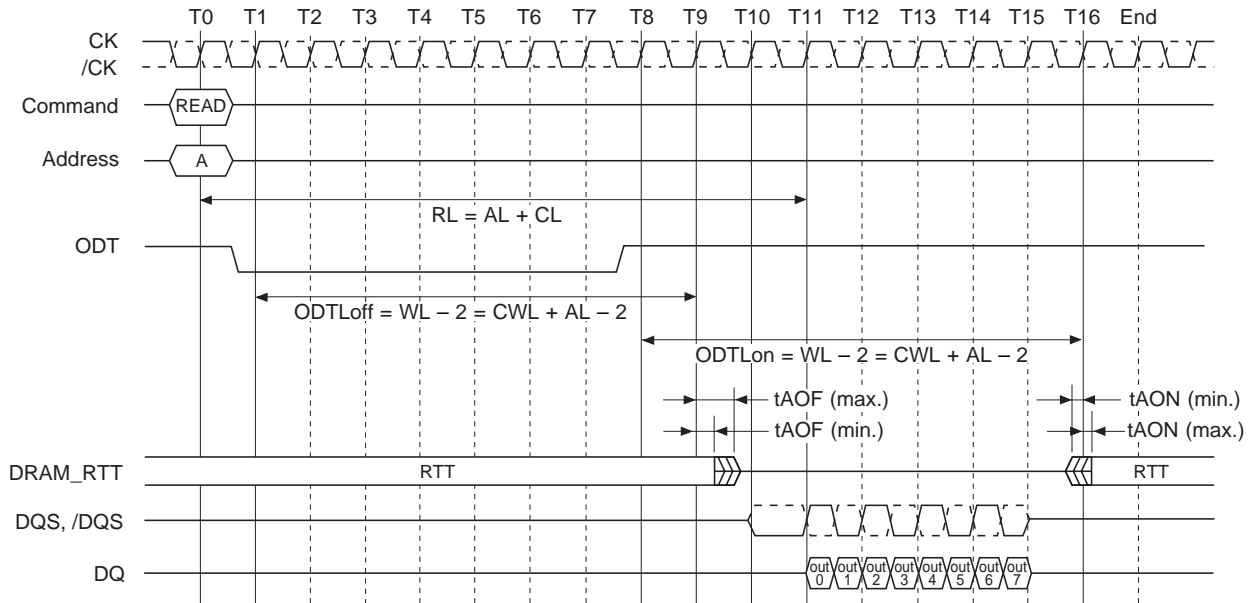 T0 T1 T2 T3 T4 T5 T6 T7 T8 T9 T10 T11 T12 T13 T14 T15 T16 End
CK
/CK
Command READ
Address A
RL = AL + CL
ODT
ODTLoff = WL – 2 = CWL + AL – 2
ODTLon = WL – 2 = CWL + AL – 2
tAOF (max.) tAON (min.)
tAOF (min.) tAON (max.)
DRAM_RTT RTT RTT
DQS, /DQS
DQ out 0 out 1 out 2 out 3 out 4 out 5 out 6 out 7